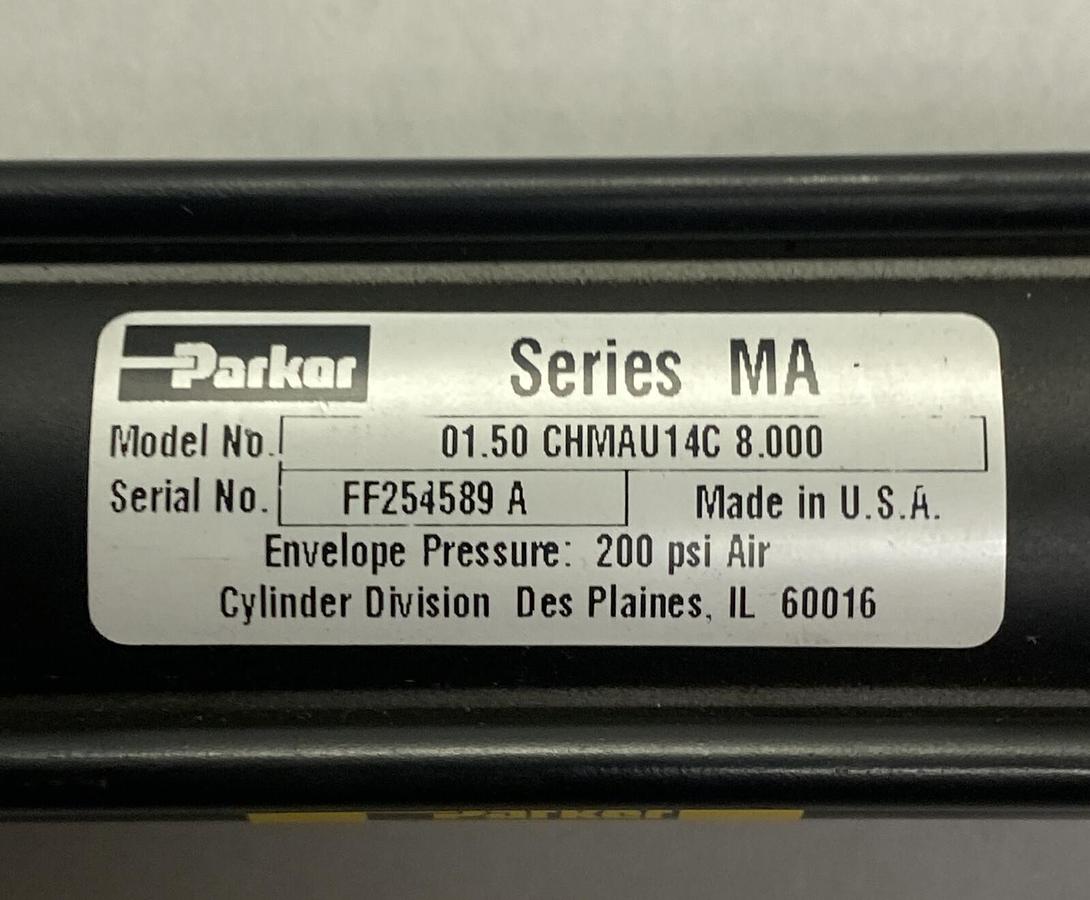 Parker Series MA
Model No. 01.50 CHMAU14C 8.000
Serial No. FF254589 A Made in U.S.A.
Envelope Pressure: 200 psi Air
Cylinder Division Des Plaines, IL 60016
Parker